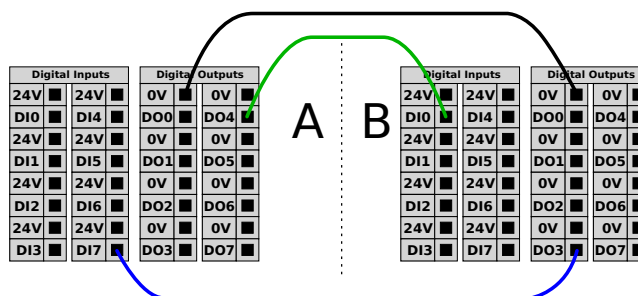 Digital Inputs Digital Outputs Digital Inputs Digital Outputs
24V 24V 0V 0V 24V 24V 0V 0V
DI0 DI4 DO0 DO4 A B DI0 DI4 DO0 DO4
24V 24V 0V 0V 24V 24V 0V 0V
DI1 DI5 DO1 DO5 DI1 DI5 DO1 DO5
24V 24V 0V 0V 24V 24V 0V 0V
DI2 DI6 DO2 DO6 DI2 DI6 DO2 DO6
24V 24V 0V 0V 24V 24V 0V 0V
DI3 DI7 DO3 DO7 DI3 DI7 DO3 DO7